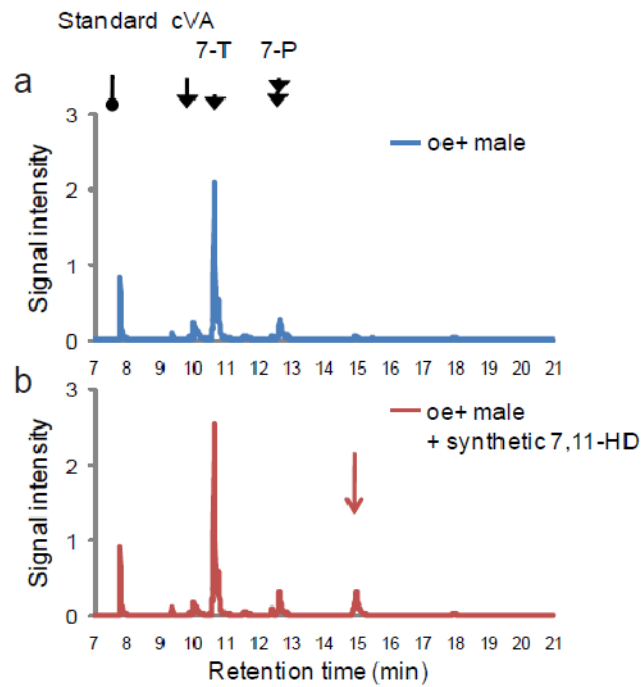 Standard cVA
7-T 7-P
a
3
2
1
0
Signal intensity
oe+ male
7 8 9 10 11 12 13 14 15 16 17 18 19 20 21
b
3
2
1
0
Signal intensity
oe+ male
+ synthetic 7,11-HD
7 8 9 10 11 12 13 14 15 16 17 18 19 20 21
Retention time (min)